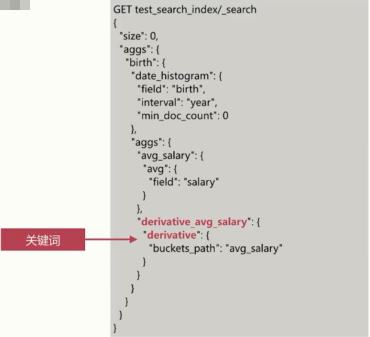 GET test_search_index/_search
{
  "size": 0,
  "aggs": {
    "birth": {
      "date_histogram": {
        "field": "birth",
        "interval": "year",
        "min_doc_count": 0
      },
      "aggs": {
        "avg_salary": {
          "avg": {
            "field": "salary"
          }
        },
        "derivative_avg_salary": {
关键词
          "derivative": {
            "buckets_path": "avg_salary"
          }
        }
      }
    }
  }
}